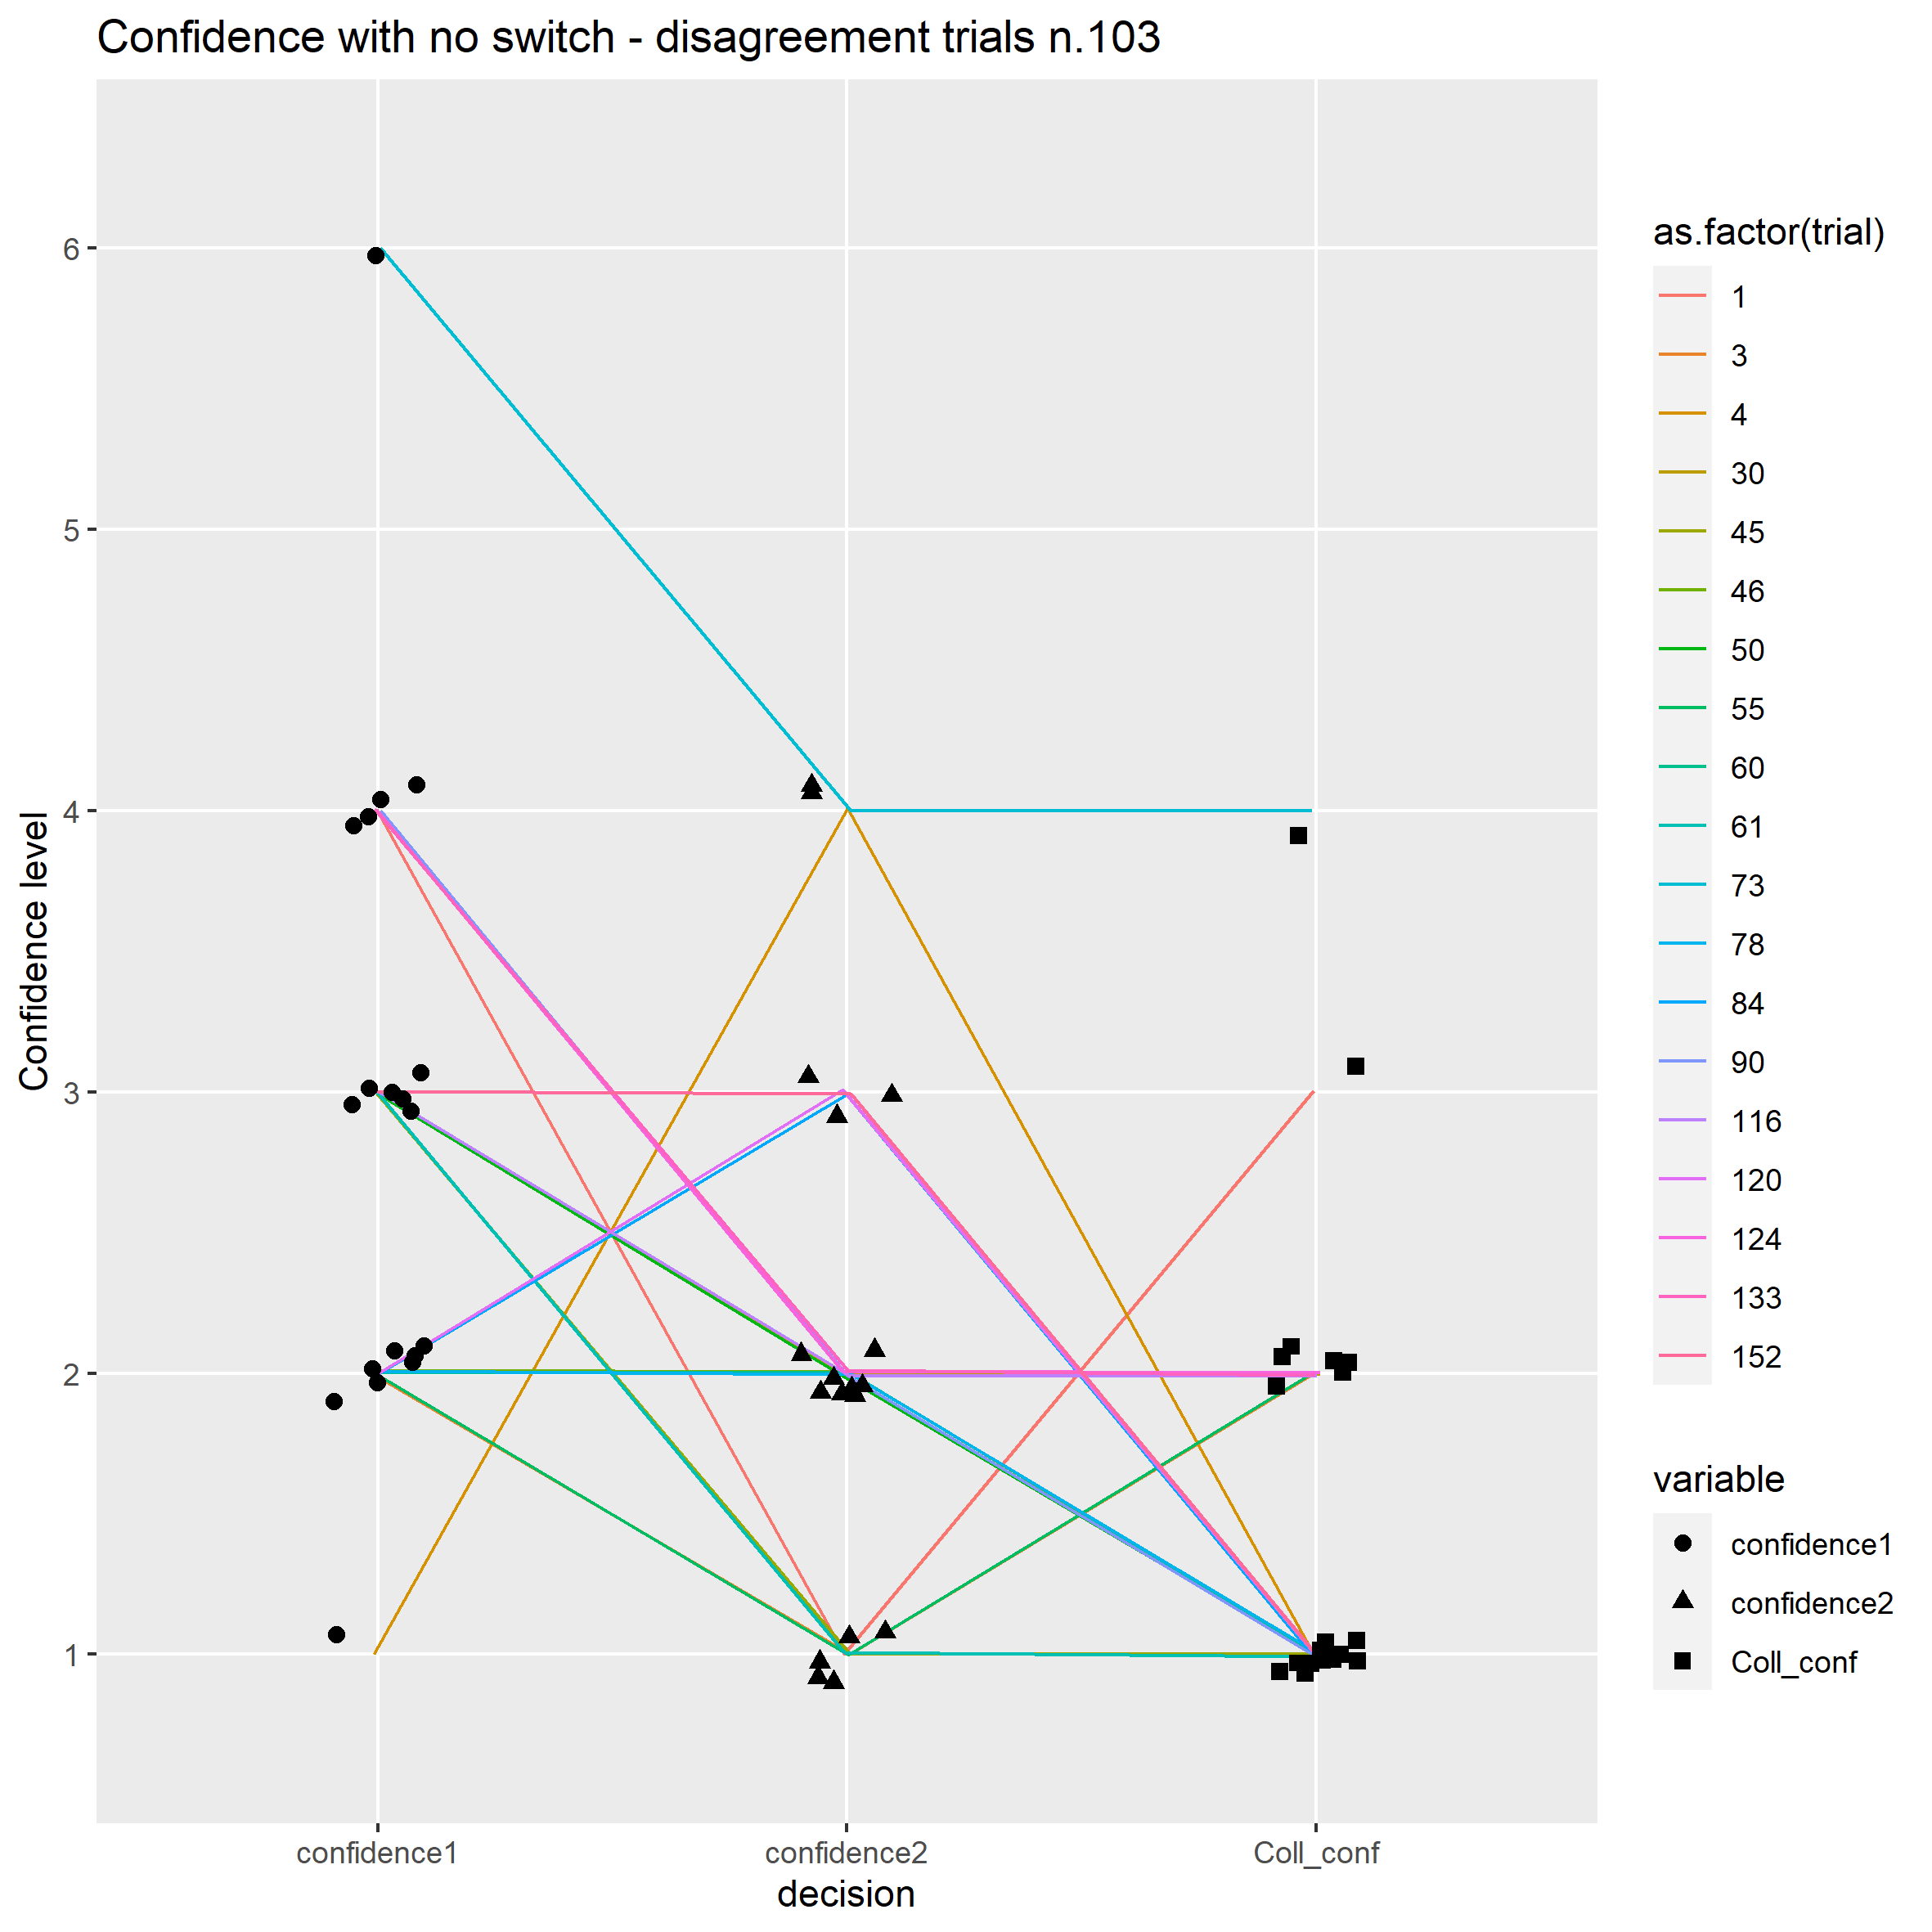 Confidence with no switch - disagreement trials n.103
Confidence level
6
5
4
3
2
1
confidence1
confidence2
Coll_conf
decision
as.factor(trial)
1
3
4
30
45
46
50
55
60
61
73
78
84
90
116
120
124
133
152
variable
confidence1
confidence2
Coll_conf